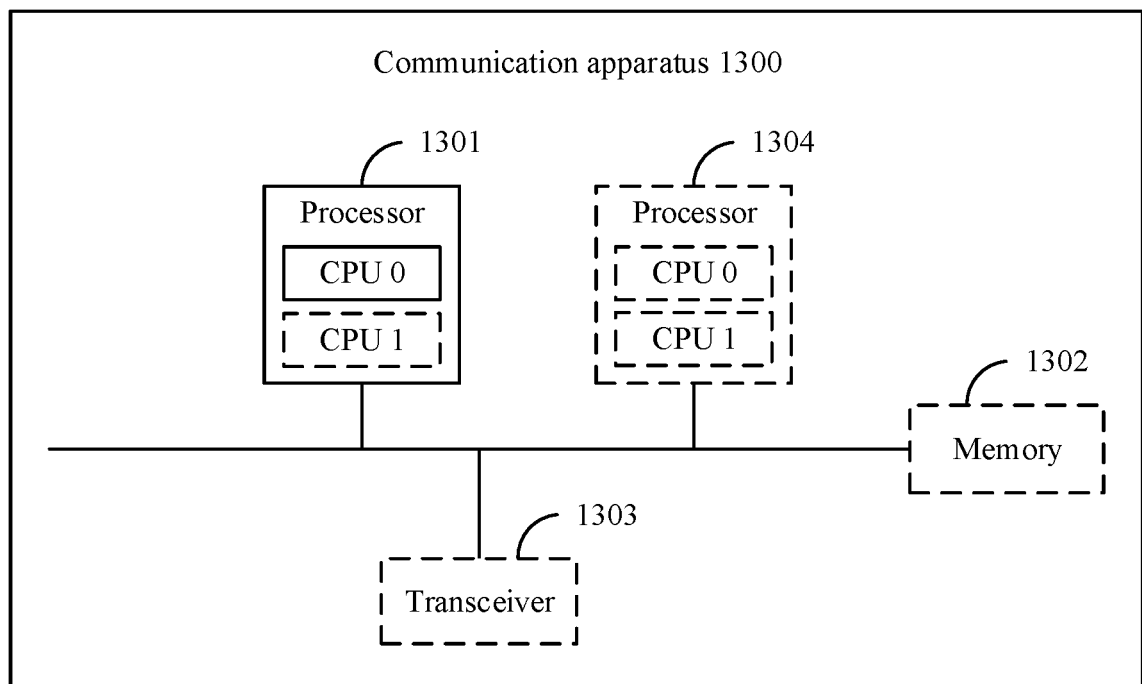 Communication apparatus 1300
1301
1304
Processor
Processor
CPU 0
CPU 0
CPU 1
CPU 1
1302
Memory
1303
Transceiver